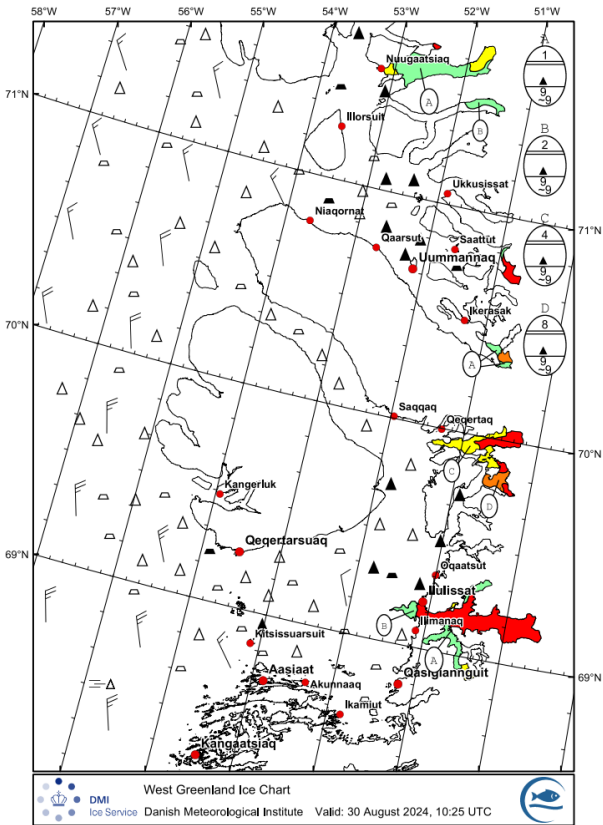 58°W 57°W 56°W 55°W 54°W 53°W 52°W 51°W
A
1
9
~9
Nuugaatsiaq
71°N
A
Illorsuit
B
B
2
9
~9
Ukkusissat
Niaqornat
71°N
Qaarsut
Saattut
Uummannaq
C
4
9
~9
Ikerasak
70°N
D
8
9
~9
A
Saqqaq
Qeqertaq
70°N
C
Kangerluk
D
Qeqertarsuaq
69°N
Oqaatsut
Ilulissat
B
Ilimanaq
Kitsissuarsuit
A
Aasiaat
Akunnaaq
Qasigiannguit
69°N
Ikamiut
Kangaatsiaq
West Greenland Ice Chart
DMI
Ice Service
Danish Meteorological Institute Valid: 30 August 2024, 10:25 UTC